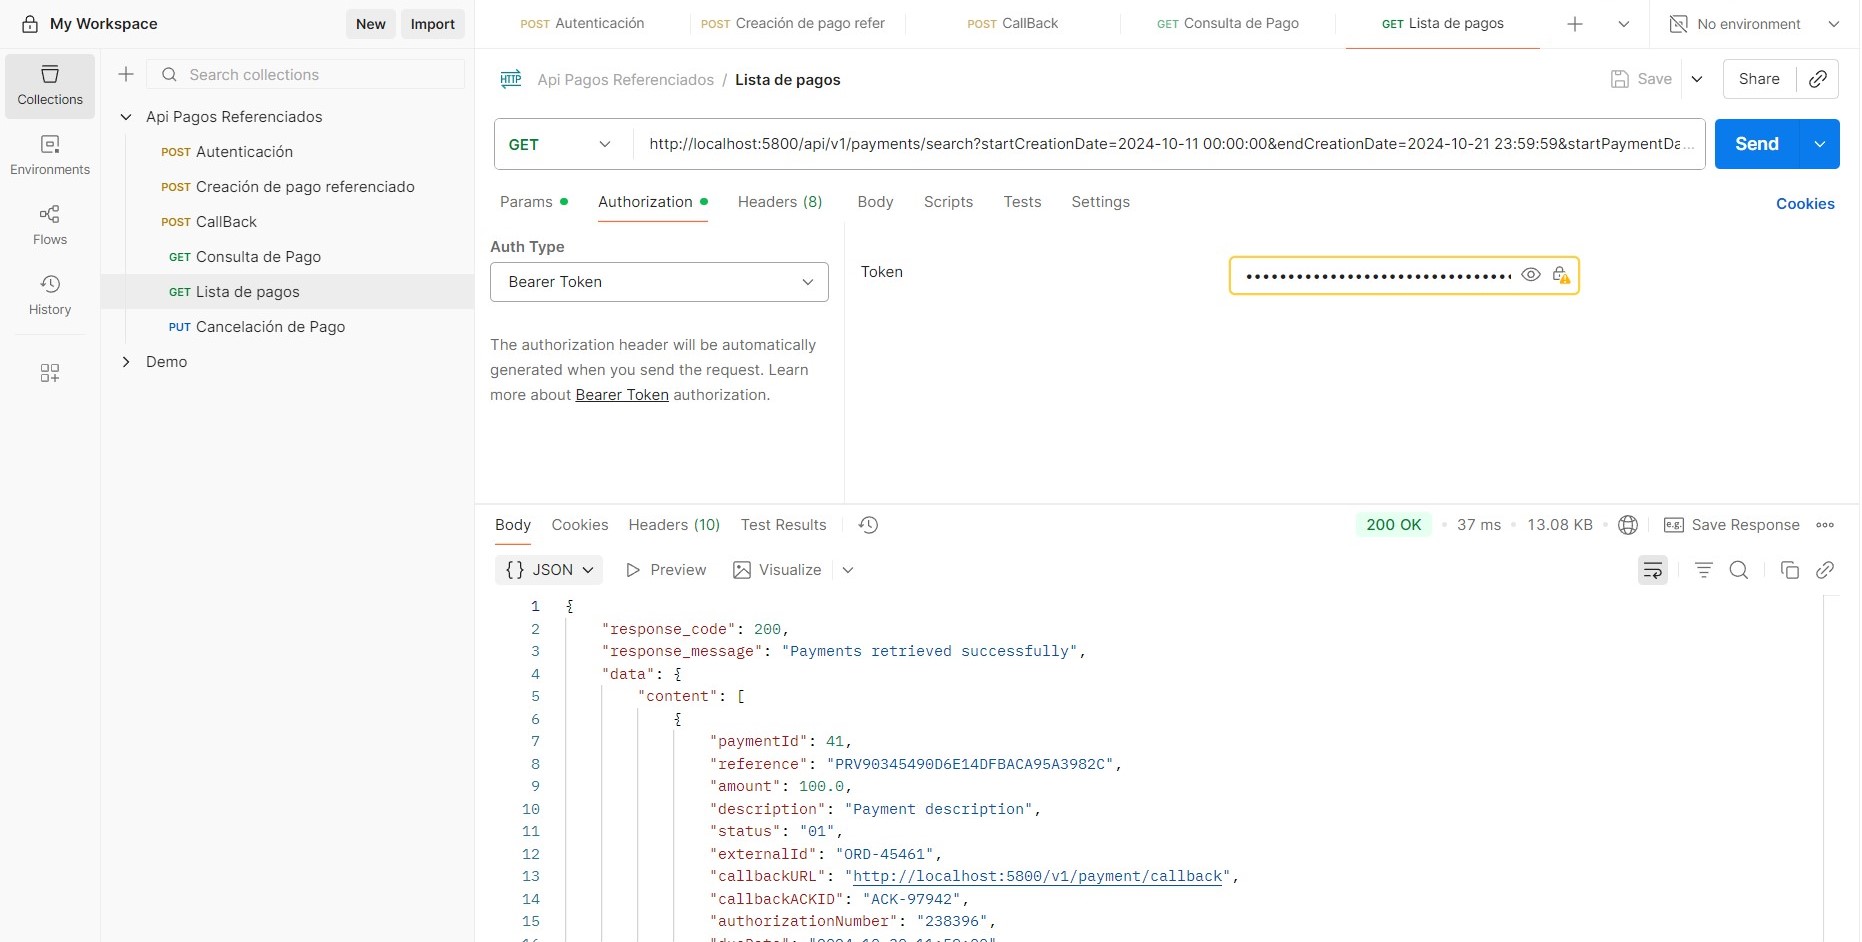 My Workspace
New
Import
POST Autenticación
POST Creación de pago refer
POST CallBack
GET Consulta de Pago
GET Lista de pagos
No environment
Collections
Environments
Flows
History
Search collections
Api Pagos Referenciados
POST Autenticación
POST Creación de pago referenciado
POST CallBack
GET Consulta de Pago
GET Lista de pagos
PUT Cancelación de Pago
Demo
HTTP Api Pagos Referenciados / Lista de pagos
Save
Share
GET
http://localhost:5800/api/v1/payments/search?startCreationDate=2024-10-11 00:00:00&endCreationDate=2024-10-21 23:59:59&startPaymentDa...
Send
Params
Authorization
Headers (8)
Body
Scripts
Tests
Settings
Cookies
Auth Type
Bearer Token
The authorization header will be automatically
generated when you send the request. Learn
more about Bearer Token authorization.
Token
Body
Cookies
Headers (10)
Test Results
200 OK
37 ms
13.08 KB
e.g. Save Response
{} JSON
Preview
Visualize
1 {
2 "response_code": 200,
3 "response_message": "Payments retrieved successfully",
4 "data": {
5 "content": [
6 {
7 "paymentId": 41,
8 "reference": "PRV90345490D6E14DFBACA95A3982C",
9 "amount": 100.0,
10 "description": "Payment description",
11 "status": "01",
12 "externalId": "ORD-45461",
13 "callbackURL": "http://localhost:5800/v1/payment/callback",
14 "callbackACKID": "ACK-97942",
15 "authorizationNumber": "238396",